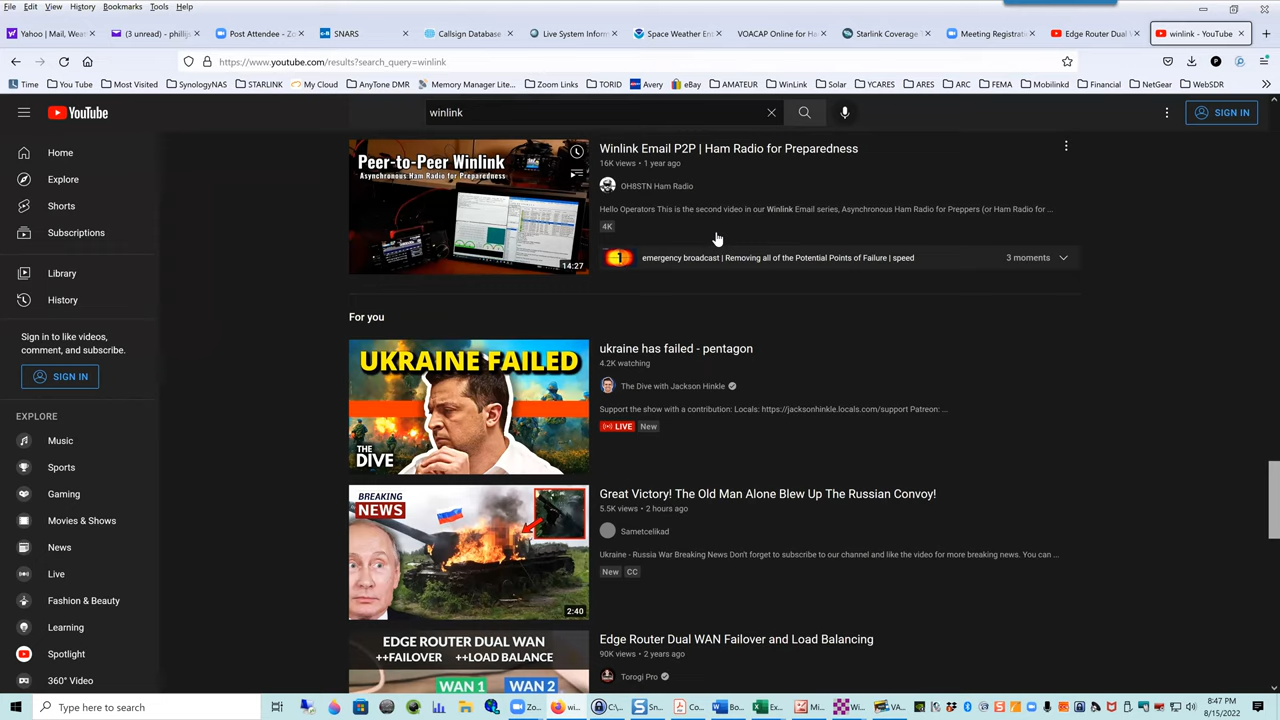 File Edit View History Bookmarks Tools Help
Yahoo | Mail, Weat
(3 unread) - phillijs
Post Attendee - Zo
SNARS
Callsign Database
Live System Inform
Space Weather En
VOACAP Online for Ha
Starlink Coverage
Meeting Registrati
Edge Router Dual
winlink - YouTube
https://www.youtube.com/results?search_query=winlink
Time
You Tube
Most Visited
SynologyNAS
STARLINK
My Cloud
AnyTone DMR
Memory Manager Lite...
Zoom Links
TORID
Avery
eBay
AMATEUR
WinLink
Solar
YCARES
ARES
ARC
FEMA
Mobilinkd
Financial
NetGear
WebSDR
YouTube
winlink
SIGN IN
Home
Explore
Shorts
Subscriptions
Library
History
Sign in to like videos,
comment, and subscribe.
SIGN IN
EXPLORE
Music
Sports
Gaming
Movies & Shows
News
Live
Fashion & Beauty
Learning
Spotlight
360° Video
Peer-to-Peer Winlink
Asynchronous Ham Radio for Preparedness
14:27
Winlink Email P2P | Ham Radio for Preparedness
16K views • 1 year ago
OH8STN Ham Radio
Hello Operators This is the second video in our Winlink Email series, Asynchronous Ham Radio for Preppers (or Ham Radio for ...
4K
1
emergency broadcast | Removing all of the Potential Points of Failure | speed
3 moments
For you
UKRAINE FAILED
THE
DIVE
ukraine has failed - pentagon
4.2K watching
The Dive with Jackson Hinkle
Support the show with a contribution: Locals: https://jacksonhinkle.locals.com/support Patreon: ...
LIVE
New
BREAKING
NEWS
2:40
Great Victory! The Old Man Alone Blew Up The Russian Convoy!
5.5K views • 2 hours ago
Sametcelikad
Ukraine - Russia War Breaking News Don't forget to subscribe to our channel and like the video for more breaking news. You can ...
New
CC
EDGE ROUTER DUAL WAN
++FAILOVER ++LOAD BALANCE
WAN 1
WAN 2
Edge Router Dual WAN Failover and Load Balancing
90K views • 2 years ago
Torogi Pro
Type here to search
Zo...
wi...
C:\...
Sn...
Co...
Bo...
Ex...
Mi...
Wi...
VA...
8:47 PM
8/15/2022